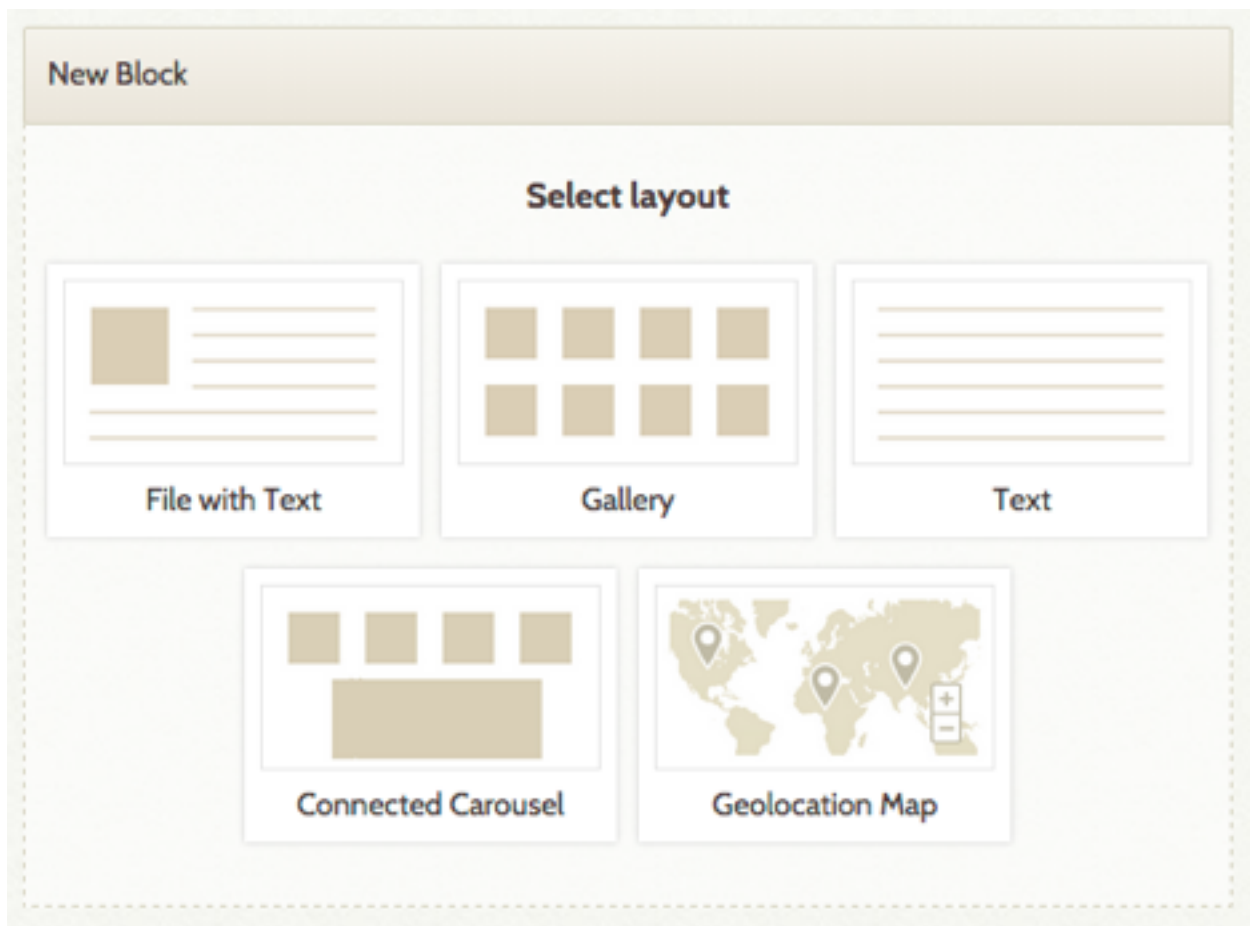 New Block
Select layout
File with Text
Gallery
Text
Connected Carousel
Geolocation Map